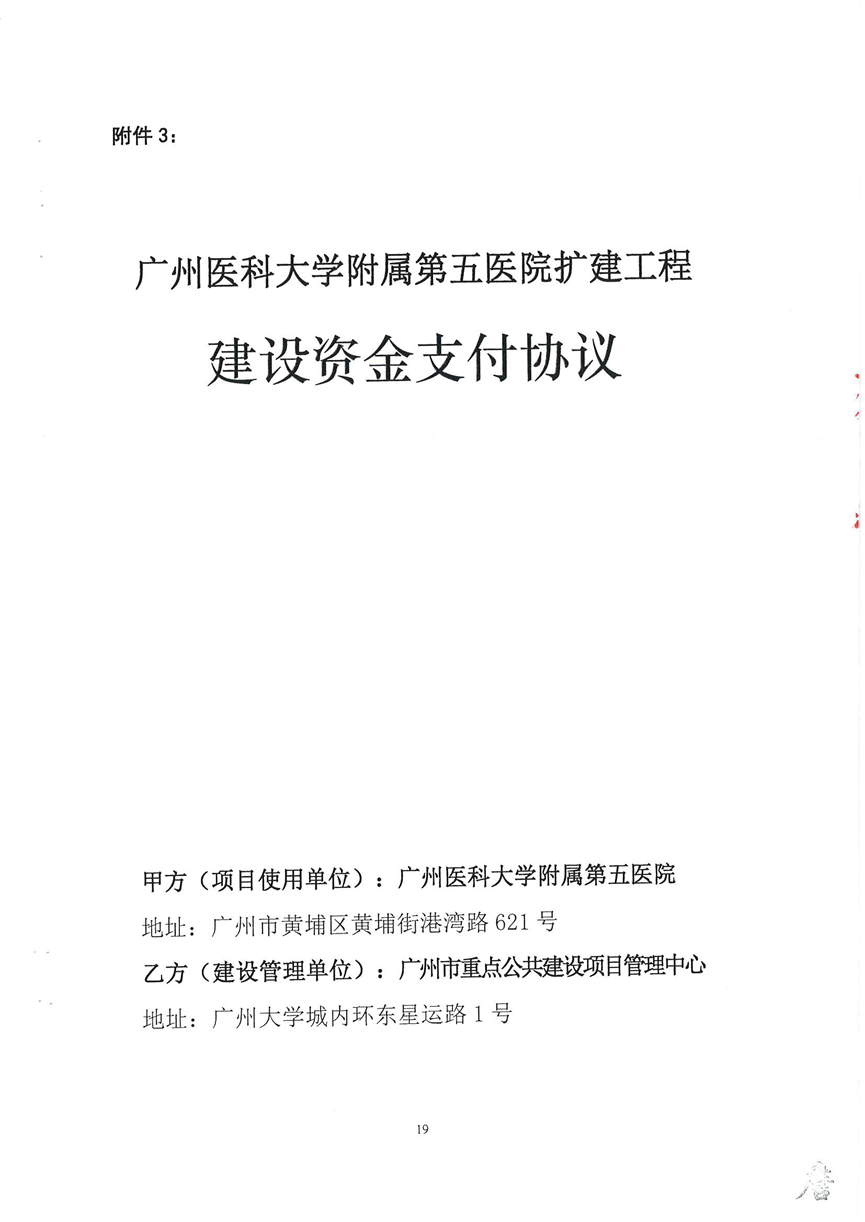 附件 3：
广州医科大学附属第五医院扩建工程
建设资金支付协议
甲方（项目使用单位）：广州医科大学附属第五医院
地址：广州市黄埔区黄埔街港湾路 621 号
乙方（建设管理单位）：广州市重点公共建设项目管理中心
地址：广州大学城内环东星运路 1 号
19